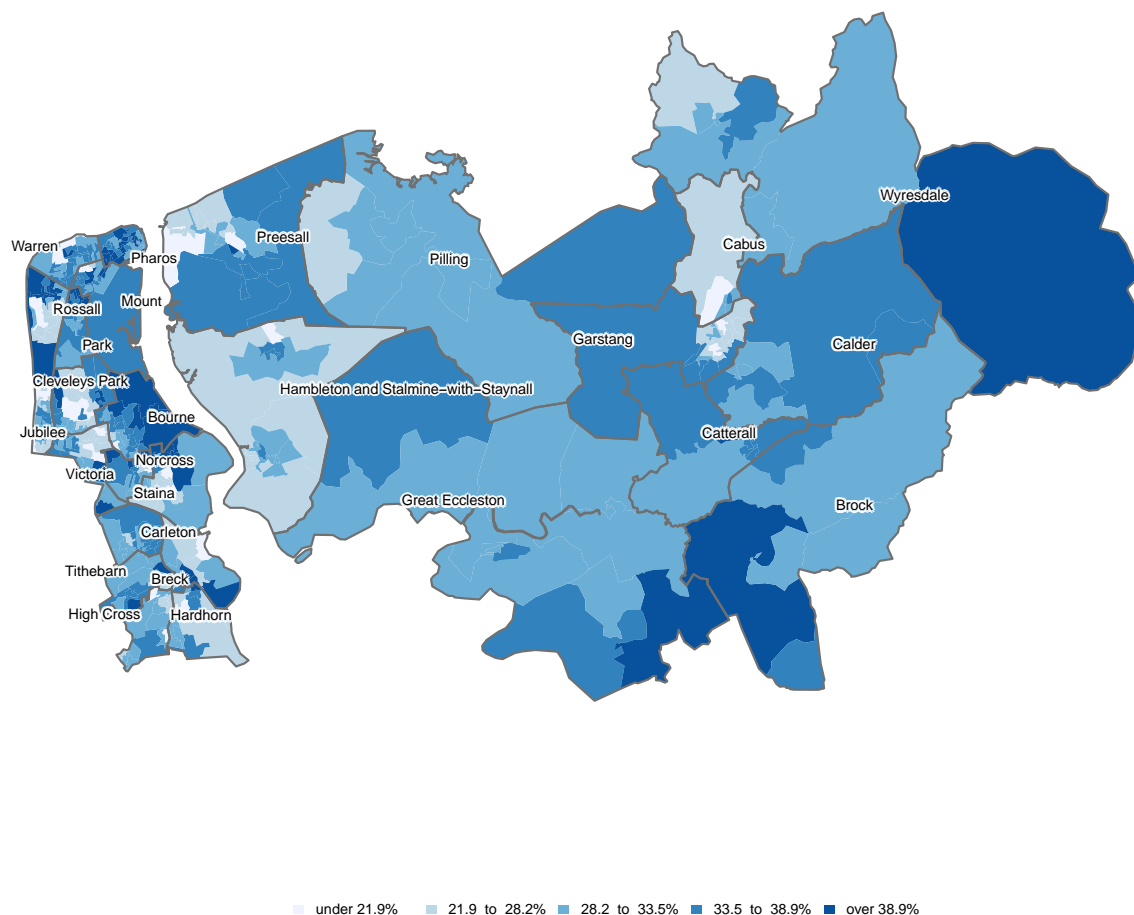 Wyresdale
Warren
Preesall
Cabus
Pharos
Pilling
Mount
Rossall
Garstang
Park
Calder
Cleveleys Park
Hambleton and Stalmine−with−Staynall
Bourne
Jubilee
Catterall
Norcross
Victoria
Staina
Great Eccleston
Brock
Carleton
Tithebarn
Breck
High Cross
Hardhorn
under 21.9% 21.9 to 28.2% 28.2 to 33.5% 33.5 to 38.9% over 38.9%